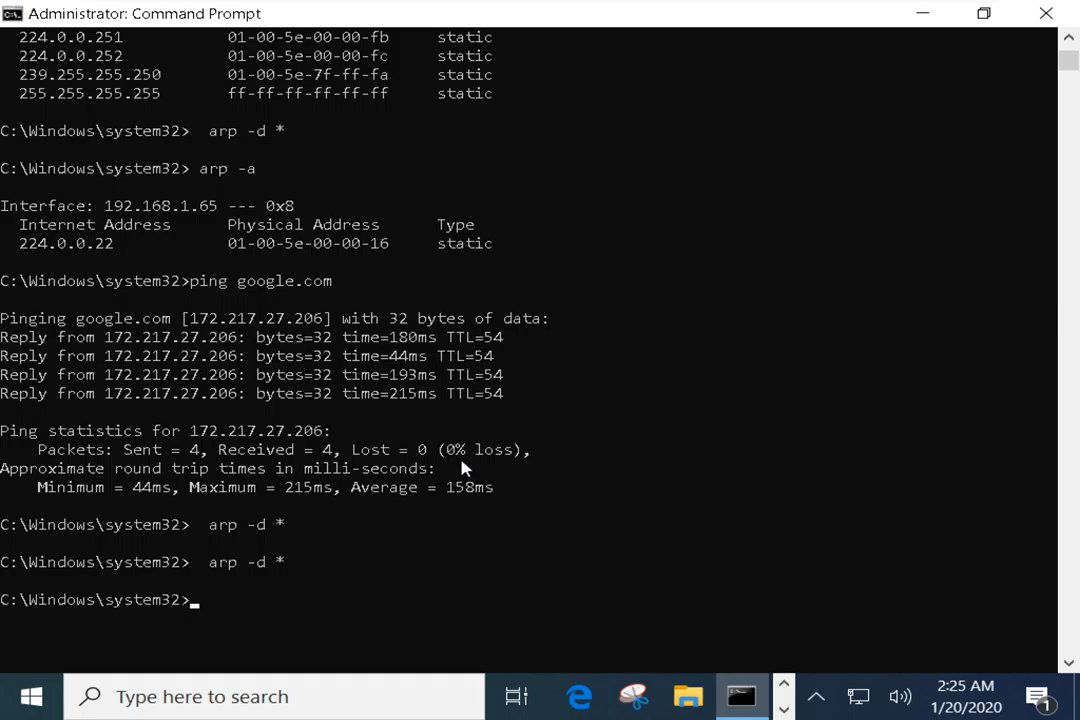 Administrator: Command Prompt
224.0.0.251 01-00-5e-00-00-fb static
224.0.0.252 01-00-5e-00-00-fc static
239.255.255.250 01-00-5e-7f-ff-fa static
255.255.255.255 ff-ff-ff-ff-ff-ff static
C:\Windows\system32>  arp -d *
C:\Windows\system32> arp -a
Interface: 192.168.1.65 --- 0x8
Internet Address Physical Address Type
224.0.0.22 01-00-5e-00-00-16 static
C:\Windows\system32>ping google.com
Pinging google.com [172.217.27.206] with 32 bytes of data:
Reply from 172.217.27.206: bytes=32 time=180ms TTL=54
Reply from 172.217.27.206: bytes=32 time=44ms TTL=54
Reply from 172.217.27.206: bytes=32 time=193ms TTL=54
Reply from 172.217.27.206: bytes=32 time=215ms TTL=54
Ping statistics for 172.217.27.206:
Packets: Sent = 4, Received = 4, Lost = 0 (0% loss),
Approximate round trip times in milli-seconds:
Minimum = 44ms, Maximum = 215ms, Average = 158ms
C:\Windows\system32>  arp -d *
C:\Windows\system32>  arp -d *
C:\Windows\system32>
Type here to search
2:25 AM
1/20/2020
1